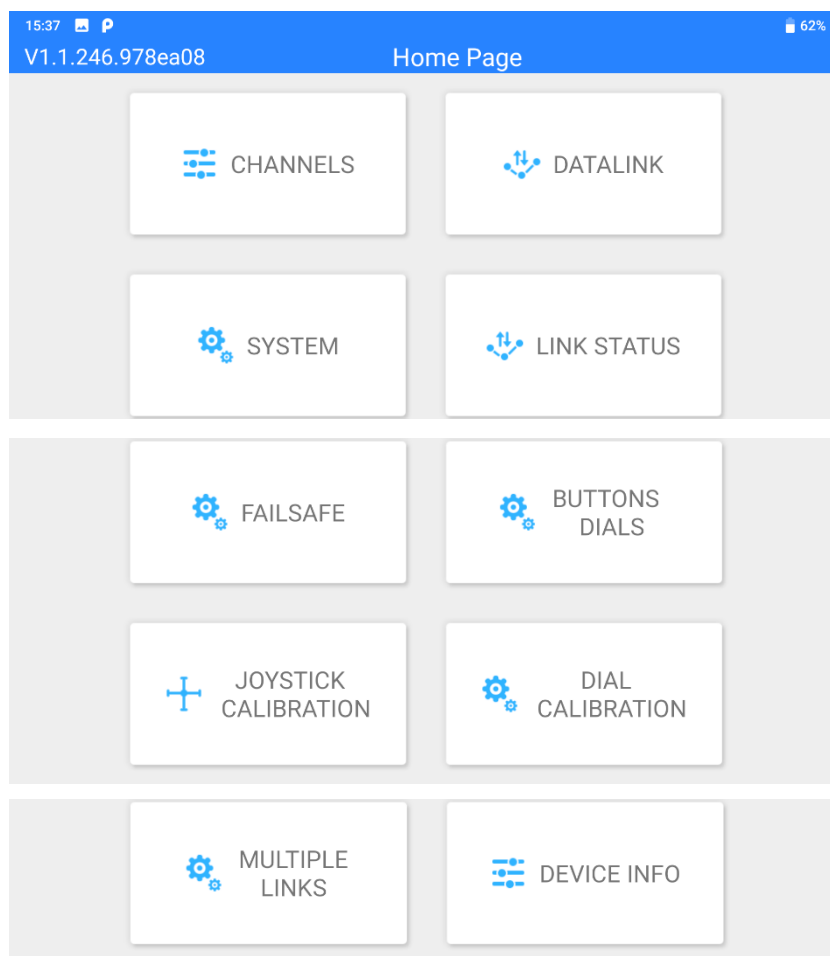 15:37 62%
V1.1.246.978ea08 Home Page
CHANNELS DATALINK
SYSTEM LINK STATUS
FAILSAFE
BUTTONS
DIALS
JOYSTICK
CALIBRATION
DIAL
CALIBRATION
MULTIPLE
LINKS
DEVICE INFO